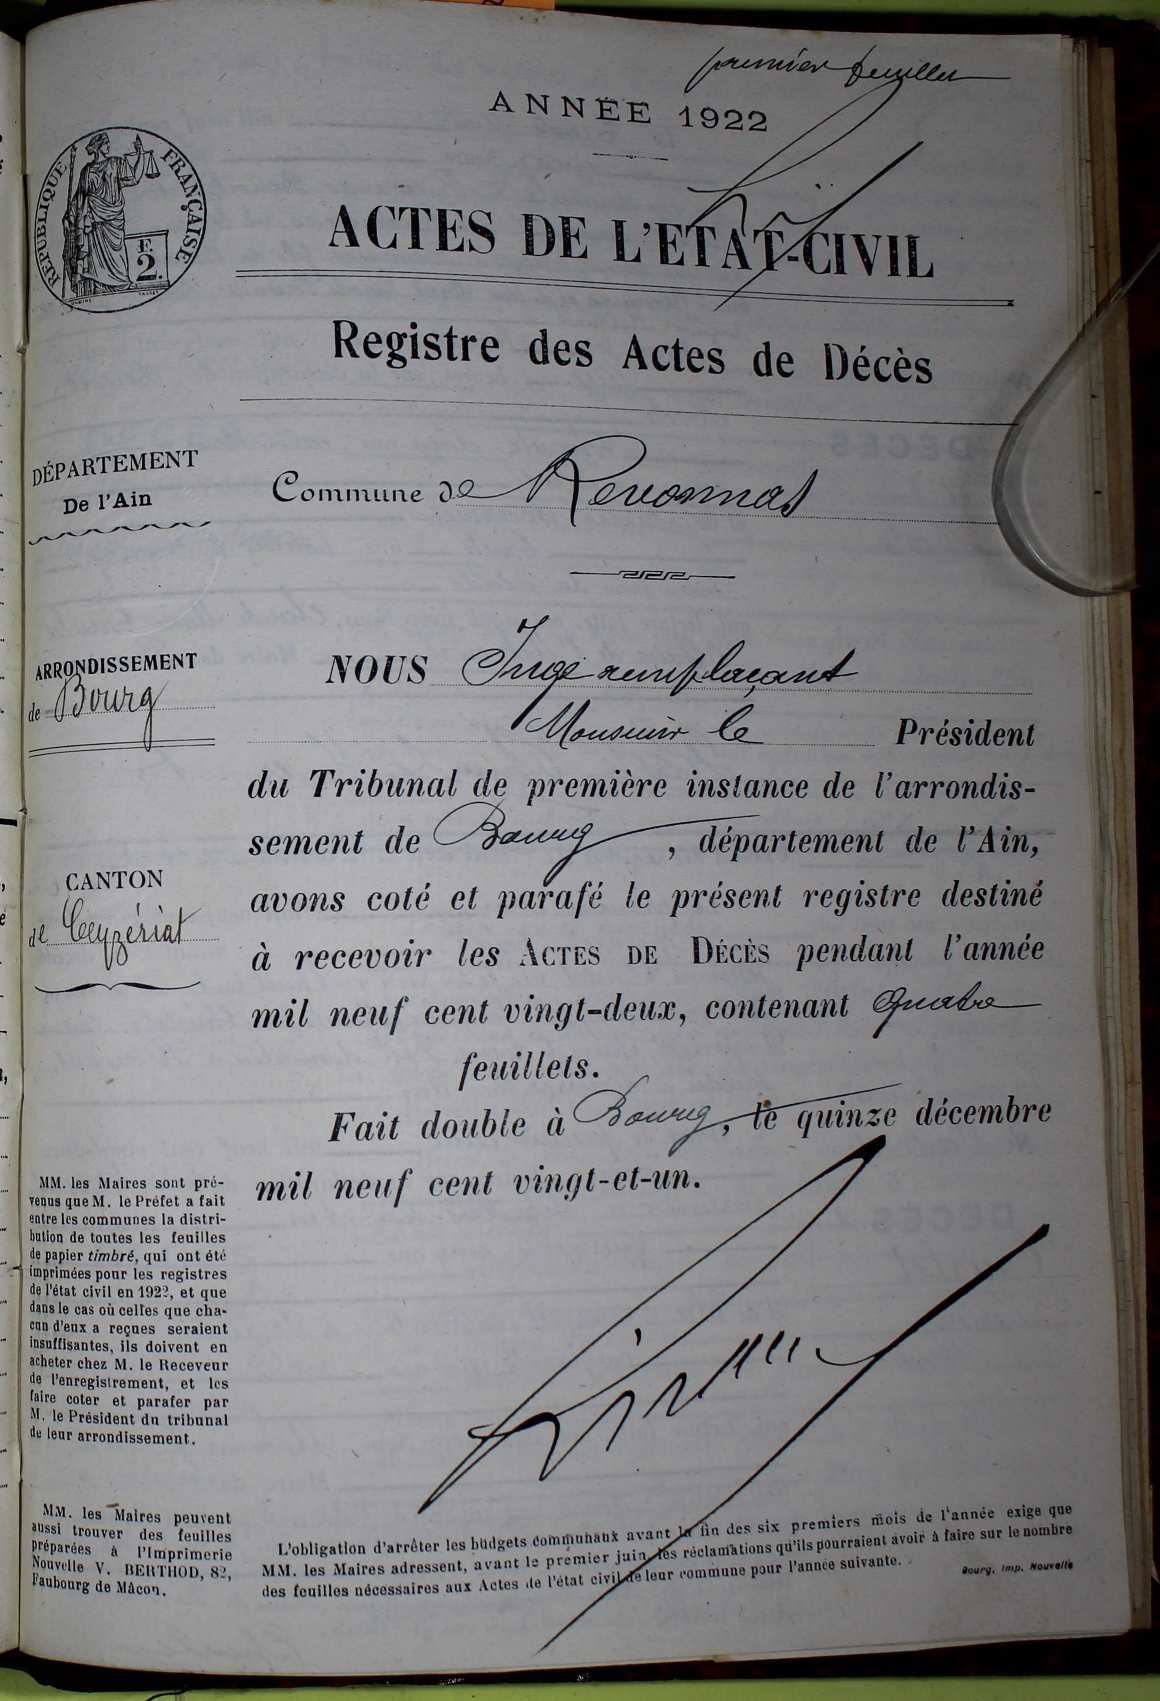 premier feuillet
ANNÉE 1922
RÉPUBLIQUE FRANÇAISE
F.
2.
ACTES DE L'ÉTAT-CIVIL
Registre des Actes de Décès
DÉPARTEMENT
De l'Ain
Commune de Revonnas
ARRONDISSEMENT
de Bourg
CANTON
de Ceyzériat
NOUS Juge remplaçant
Monsieur le Président
du Tribunal de première instance de l'arrondis-
sement de Bourg, département de l'Ain,
avons coté et parafé le présent registre destiné
à recevoir les ACTES DE DÉCÈS pendant l'année
mil neuf cent vingt-deux, contenant quatre
feuillets.
Fait double à Bourg, le quinze décembre
mil neuf cent vingt-et-un.
MM. les Maires sont pré-
venus que M. le Préfet a fait
entre les communes la distri-
bution de toutes les feuilles
de papier timbré, qui ont été
imprimées pour les registres
de l'état civil en 1922, et que
dans le cas où celles que cha-
cun d'eux a reçues seraient
insuffisantes, ils doivent en
acheter chez M. le Receveur
de l'enregistrement, et les
faire coter et parafer par
M. le Président du tribunal
de leur arrondissement.
MM. les Maires peuvent
aussi trouver des feuilles
préparées à l'Imprimerie
Nouvelle V. BERTHOD, 82,
Faubourg de Mâcon.
L'obligation d'arrêter les budgets communaux avant la fin des six premiers mois de l'année exige que
MM. les Maires adressent, avant le premier juin, les réclamations qu'ils pourraient avoir à faire sur le nombre
des feuilles nécessaires aux Actes de l'état civil de leur commune pour l'année suivante.
Bourg, Imp. Nouvelle